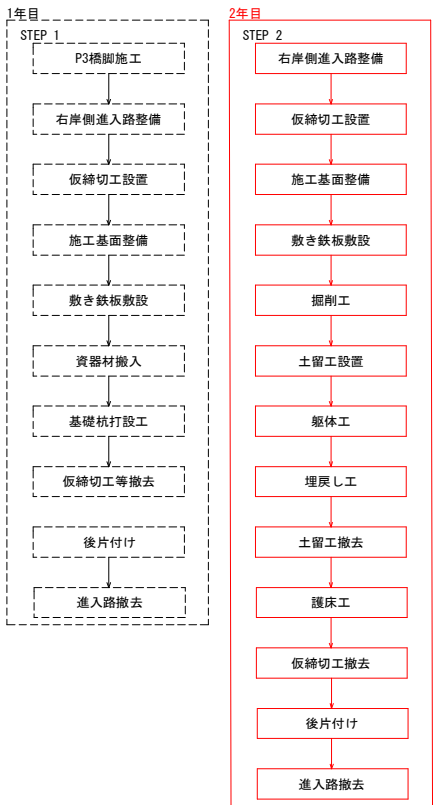 1年目
STEP 1
P3橋脚施工
右岸側進入路整備
仮締切工設置
施工基面整備
敷き鉄板敷設
資器材搬入
基礎杭打設工
仮締切工等撤去
後片付け
進入路撤去
2年目
STEP 2
右岸側進入路整備
仮締切工設置
施工基面整備
敷き鉄板敷設
掘削工
土留工設置
躯体工
埋戻し工
土留工撤去
護床工
仮締切工撤去
後片付け
進入路撤去